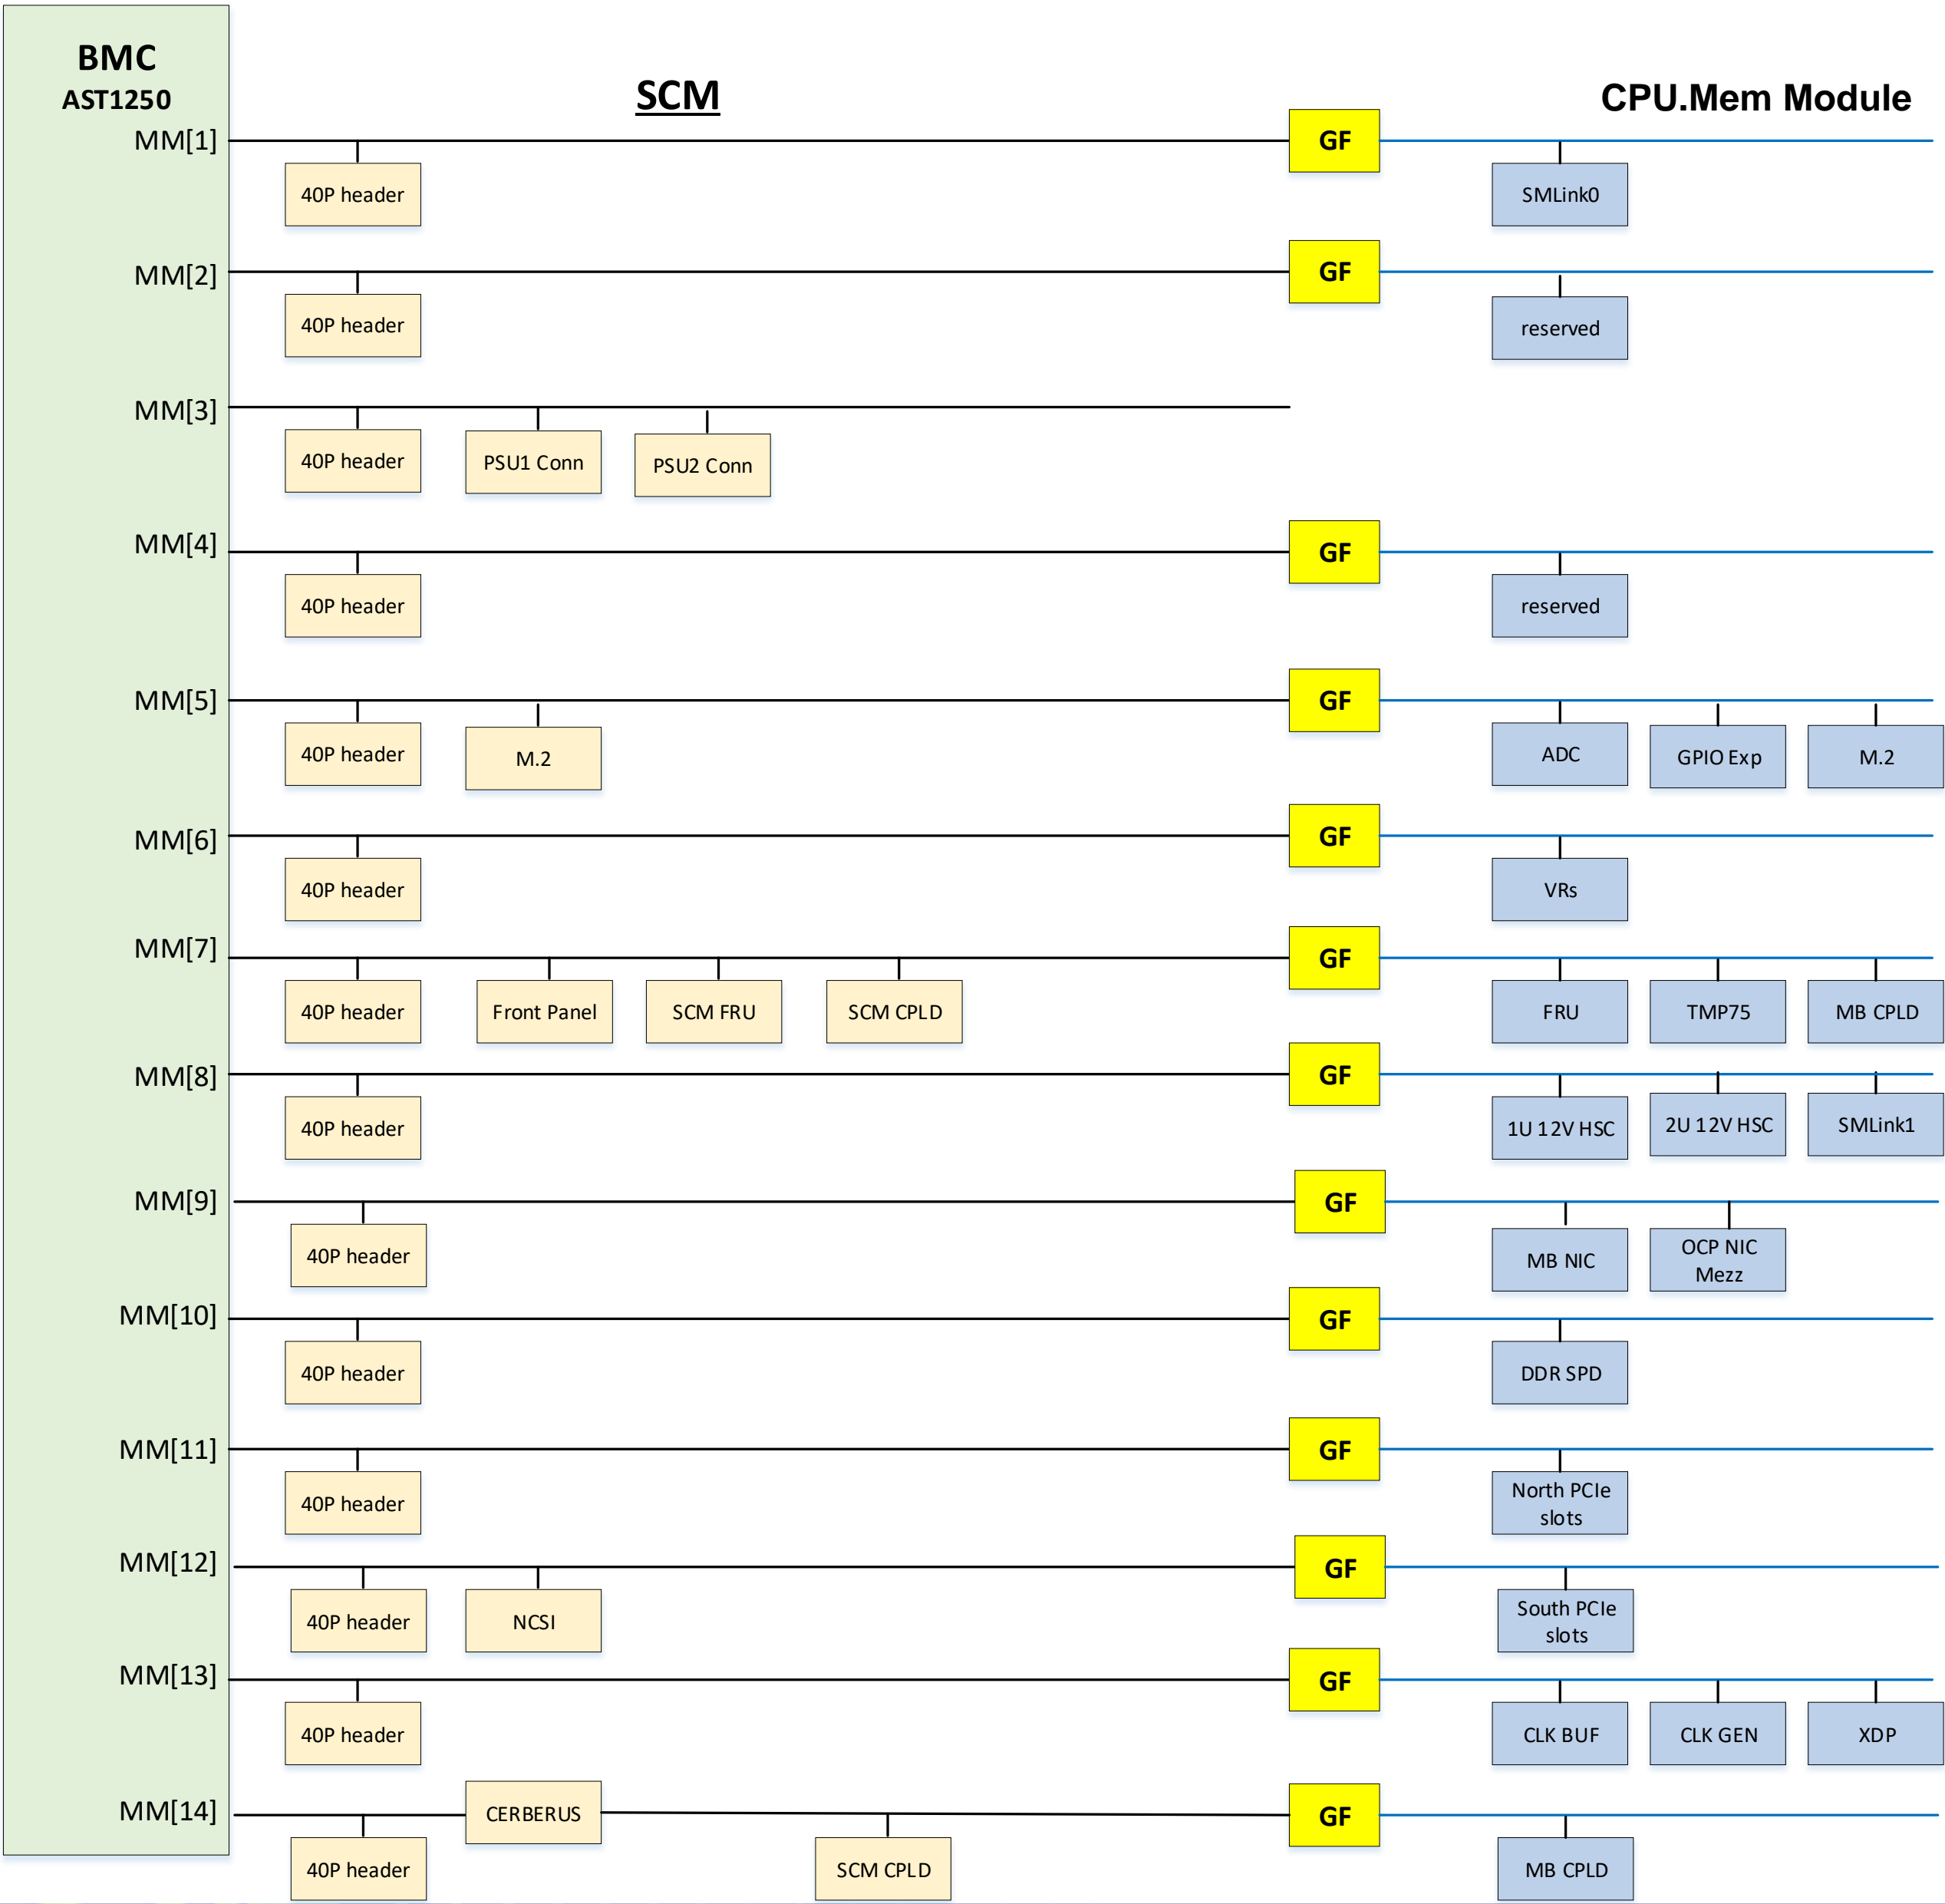 BMC
AST1250
SCM
CPU.Mem Module
MM[1]
GF
40P header
SMLink0
MM[2]
GF
40P header
reserved
MM[3]
40P header
PSU1 Conn
PSU2 Conn
MM[4]
GF
40P header
reserved
MM[5]
GF
40P header
M.2
ADC
GPIO Exp
M.2
MM[6]
GF
40P header
VRs
MM[7]
GF
40P header
Front Panel
SCM FRU
SCM CPLD
FRU
TMP75
MB CPLD
MM[8]
GF
40P header
1U 12V HSC
2U 12V HSC
SMLink1
MM[9]
GF
40P header
MB NIC
OCP NIC
Mezz
MM[10]
GF
40P header
DDR SPD
MM[11]
GF
40P header
North PCIe
slots
MM[12]
GF
40P header
NCSI
South PCIe
slots
MM[13]
GF
40P header
CLK BUF
CLK GEN
XDP
MM[14]
CERBERUS
GF
40P header
SCM CPLD
MB CPLD